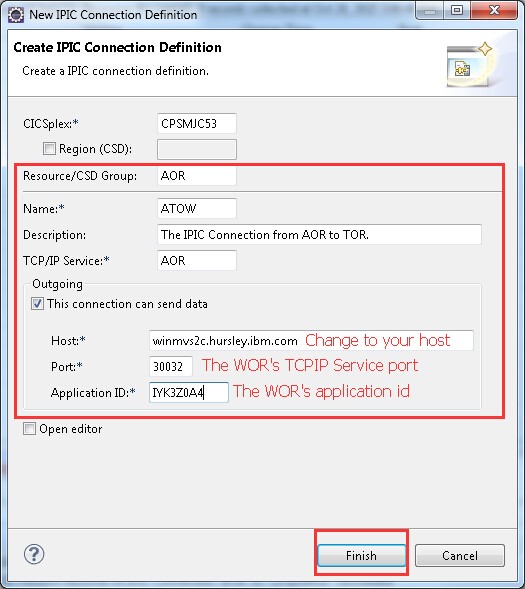 New IPIC Connection Definition
Create IPIC Connection Definition
Create a IPIC connection definition.
CICSplex:* CPSMJC53
Region (CSD):
Resource/CSD Group: AOR
Name:* ATOW
Description: The IPIC Connection from AOR to TOR.
TCP/IP Service:* AOR
Outgoing
This connection can send data
Host:* winmvs2c.hursley.ibm.com Change to your host
Port:* 30032 The WOR's TCPIP Service port
Application ID:* IYK3Z0A4 The WOR's application id
Open editor
? Finish Cancel